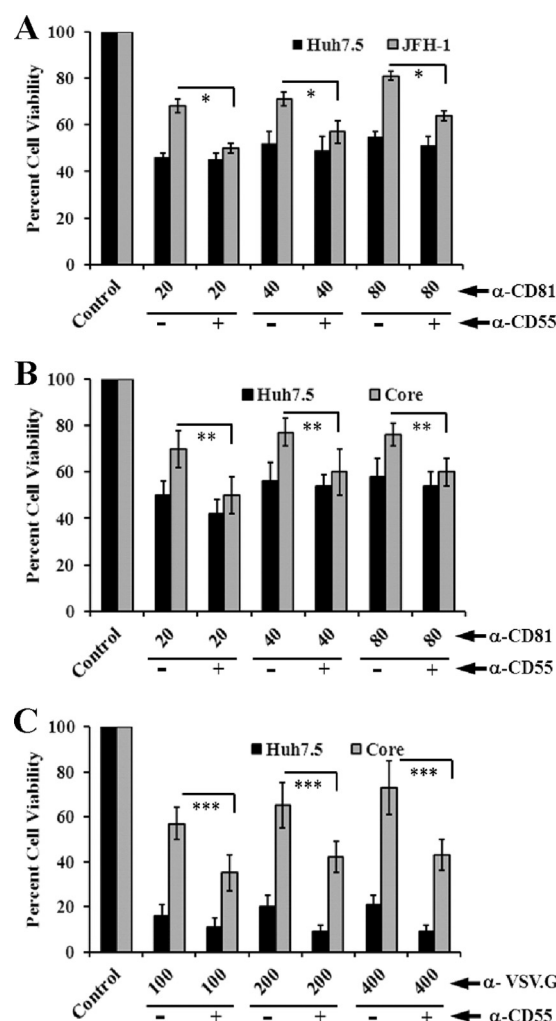 A
Huh7.5 JFH-1
Percent Cell Viability
100
80
60
40
20
0
* * *
Control 20 20 40 40 80 80 α-CD81
- + - + - + α-CD55
B
Huh7.5 Core
Percent Cell Viability
100
80
60
40
20
0
** ** **
Control 20 20 40 40 80 80 α-CD81
- + - + - + α-CD55
C
Huh7.5 Core
Percent Cell Viability
100
80
60
40
20
0
*** *** ***
Control 100 100 200 200 400 400 α- VSV.G
- + - + - + α-CD55